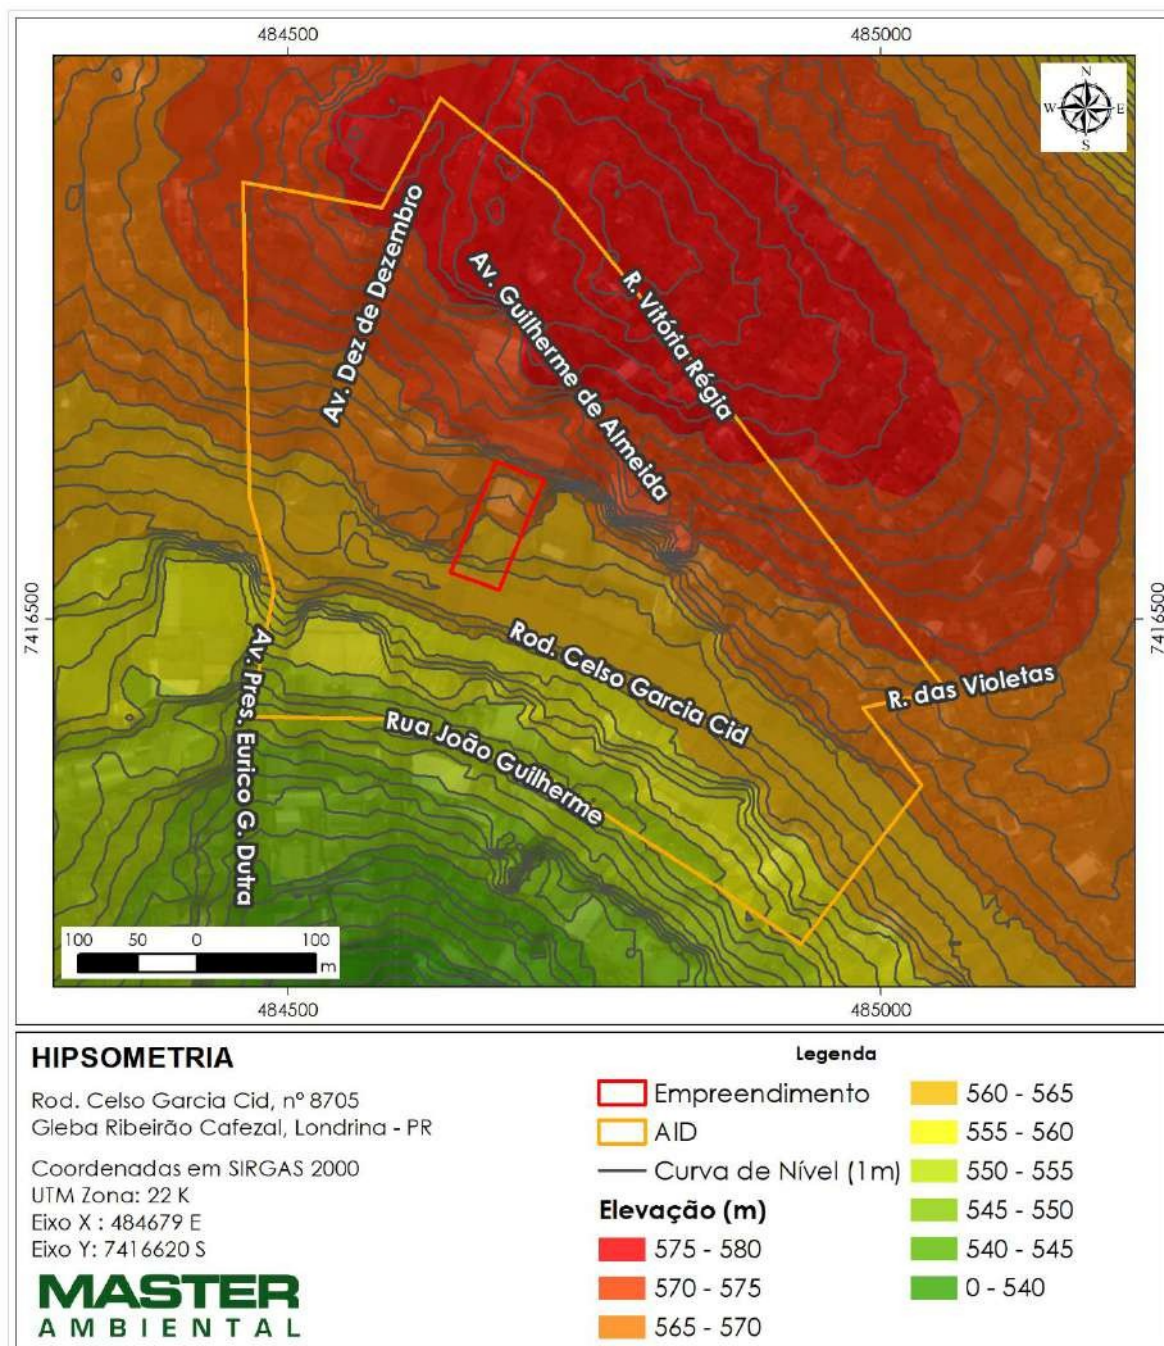 484500
485000
N
W
E
S
Av. Dez de Dezembro
Av. Guilherme de Almeida
R. Vitória Régia
7416500
7416500
Rod. Celso Garcia Cid
R. das Violetas
Av. Pres. Eurico G. Dutra
Rua João Guilherme
100 50 0 100
m
484500
485000
HIPSOMETRIA
Rod. Celso Garcia Cid, nº 8705
Gleba Ribeirão Cafezal, Londrina - PR
Coordenadas em SIRGAS 2000
UTM Zona: 22 K
Eixo X : 484679 E
Eixo Y: 7416620 S
MASTER
AMBIENTAL
Legenda
Empreendimento
AID
Curva de Nível (1m)
Elevação (m)
575 - 580
570 - 575
565 - 570
560 - 565
555 - 560
550 - 555
545 - 550
540 - 545
0 - 540